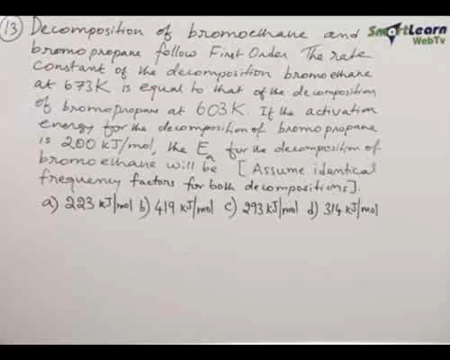 (13) Decomposition of bromoethane and
bromopropane follow First Order. The rate
constant of the decomposition bromoethane
at 673K is equal to that of the decomposition
of bromopropane at 603K. If the activation
energy for the decomposition of bromopropane
is 200 kJ/mol, the Ea for the decomposition of
bromoethane will be [Assume identical
frequency factors for both decompositions].
a) 223 kJ/mol b) 419 kJ/mol c) 293 kJ/mol d) 314 kJ/mol
SmartLearn
WebTv